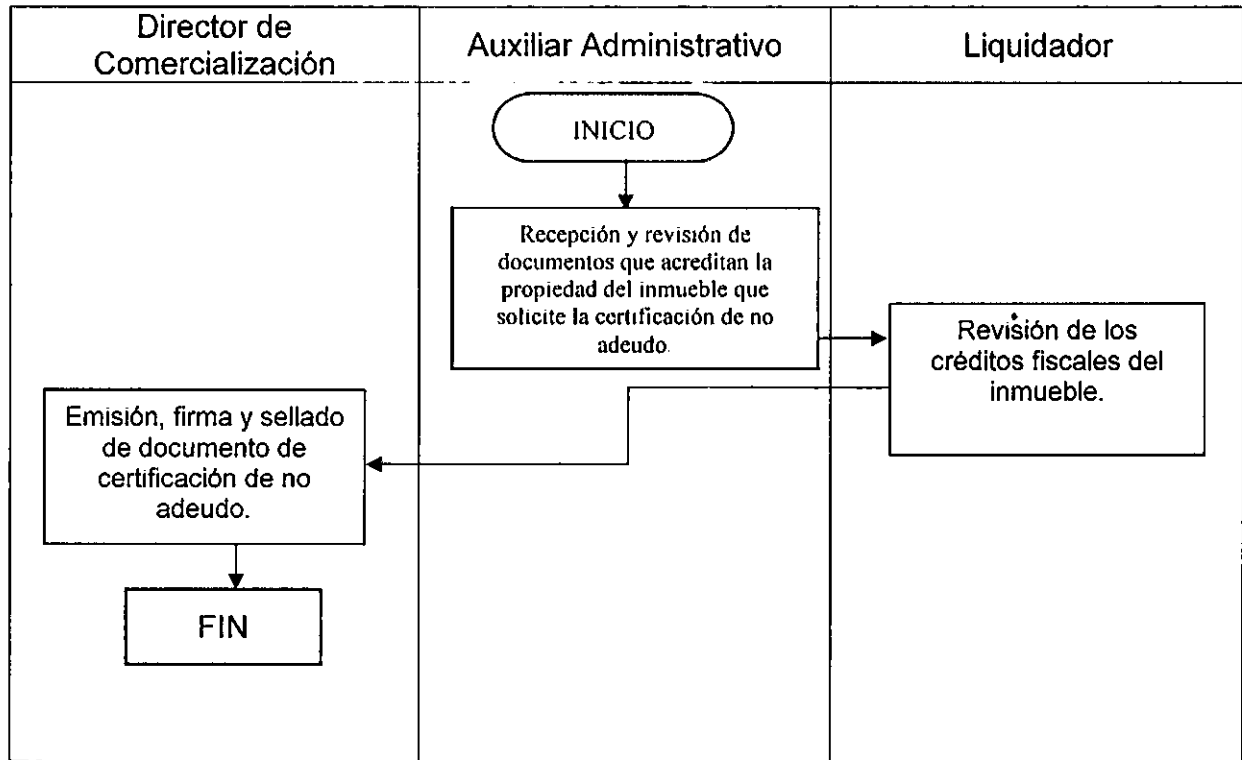 Director de
Comercialización
Auxiliar Administrativo
Liquidador
INICIO
Recepción y revisión de
documentos que acreditan la
propiedad del inmueble que
solicite la certificación de no
adeudo.
Revisión de los
créditos fiscales del
inmueble.
Emisión, firma y sellado
de documento de
certificación de no
adeudo.
FIN